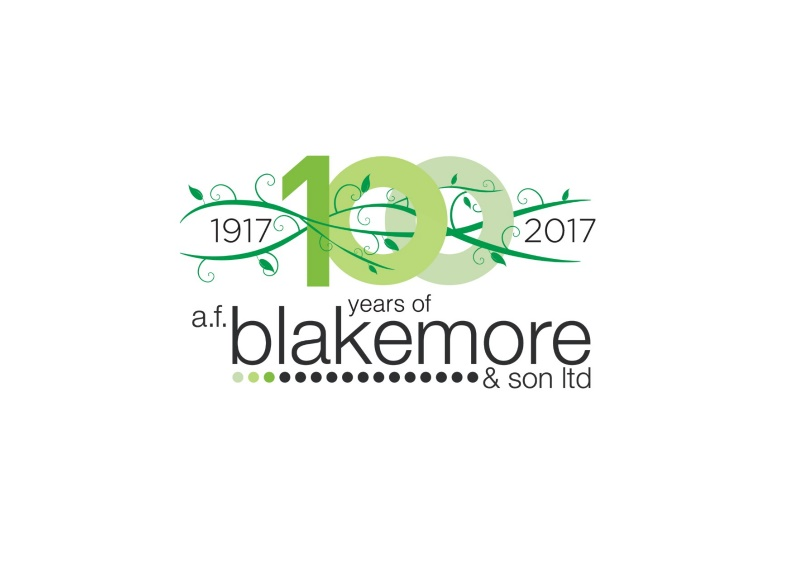 100
1917 2017
years of
a.f. blakemore
& son ltd